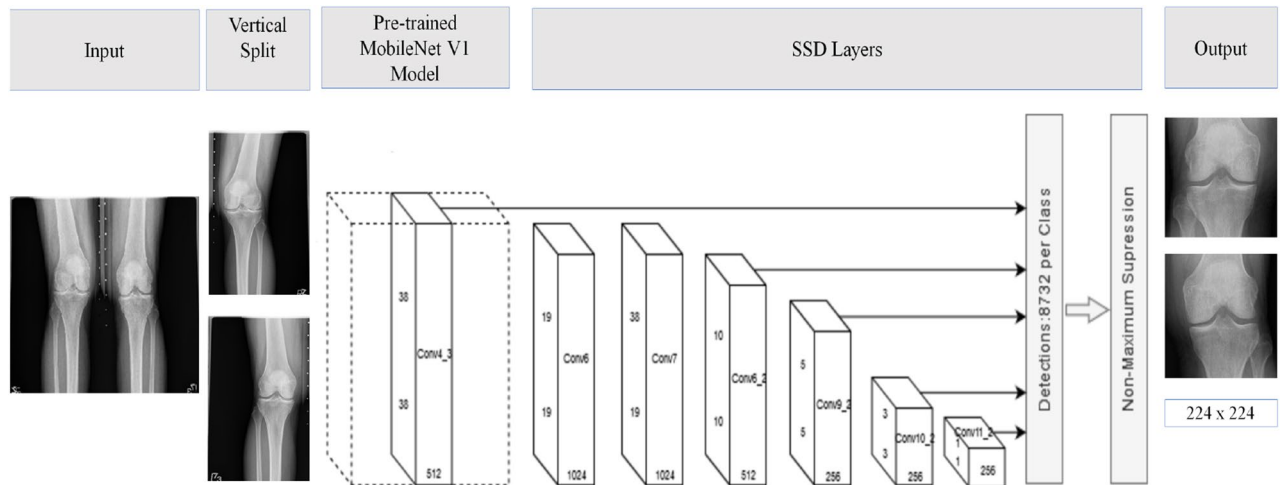 Input
Vertical
Split
Pre-trained
MobileNet V1
Model
SSD Layers
Output
38
Conv4_3
38
512
19
Conv6
19
1024
38
Conv7
19
1024
10
Conv6_2
10
512
5
Conv9_2
5
256
3
Conv10_2
3
256
Conv11_2
1
1
256
Detections:8732 per Class
Non-Maximum Supression
224 x 224